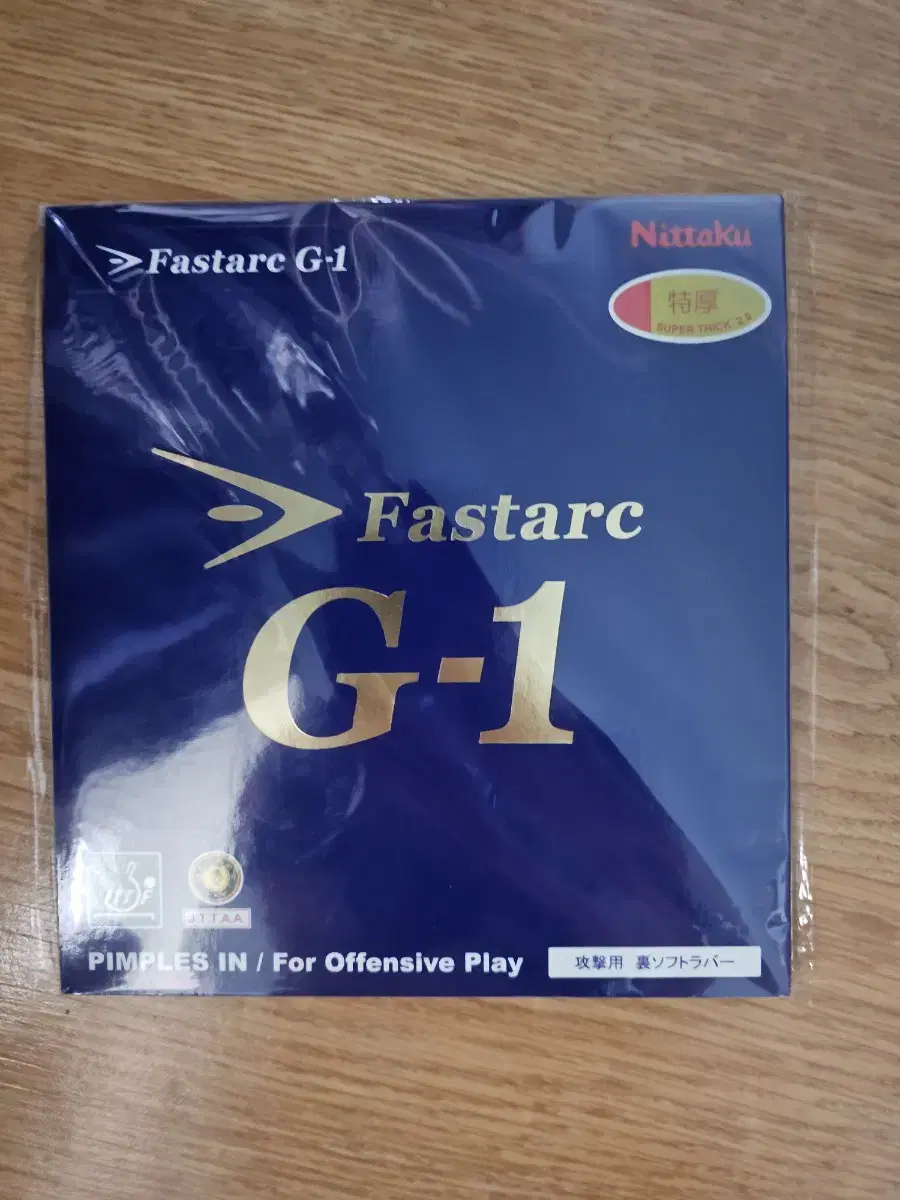 Fastarc G-1
Nittaku
特厚
SUPER THICK 2.0
Fastarc
G-1
ITTF
J.T.T.A.A
PIMPLES IN / For Offensive Play
攻撃用 裏ソフトラバー